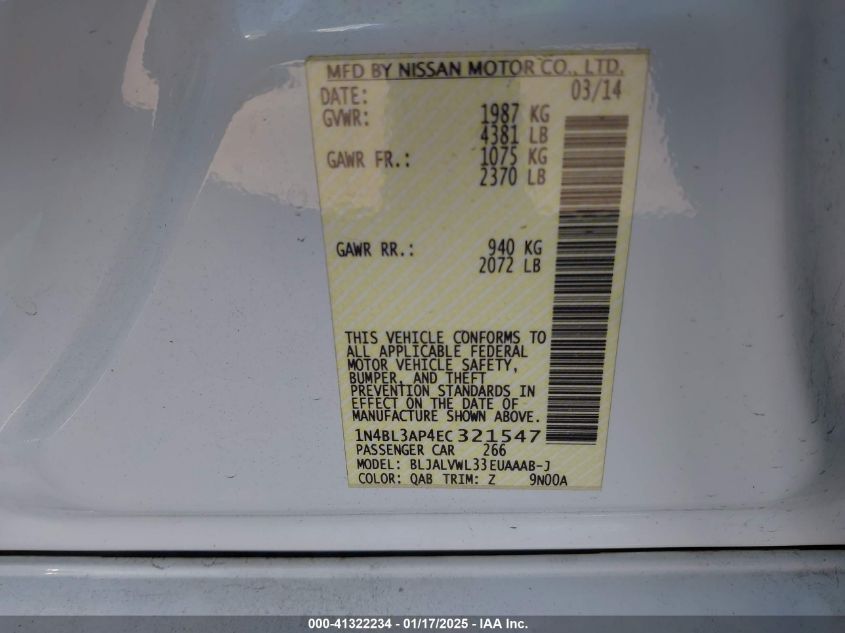 MFD BY NISSAN MOTOR CO., LTD.
DATE: 03/14
GVWR: 1987 KG
4381 LB
GAWR FR.: 1075 KG
2370 LB
GAWR RR.: 940 KG
2072 LB
THIS VEHICLE CONFORMS TO
ALL APPLICABLE FEDERAL
MOTOR VEHICLE SAFETY,
BUMPER, AND THEFT
PREVENTION STANDARDS IN
EFFECT ON THE DATE OF
MANUFACTURE SHOWN ABOVE.
1N4BL3AP4EC321547
PASSENGER CAR 266
MODEL: BLJALVWL33EUAAAB-J
COLOR: QAB TRIM: Z 9N00A
000-41322234 - 01/17/2025 - IAA Inc.